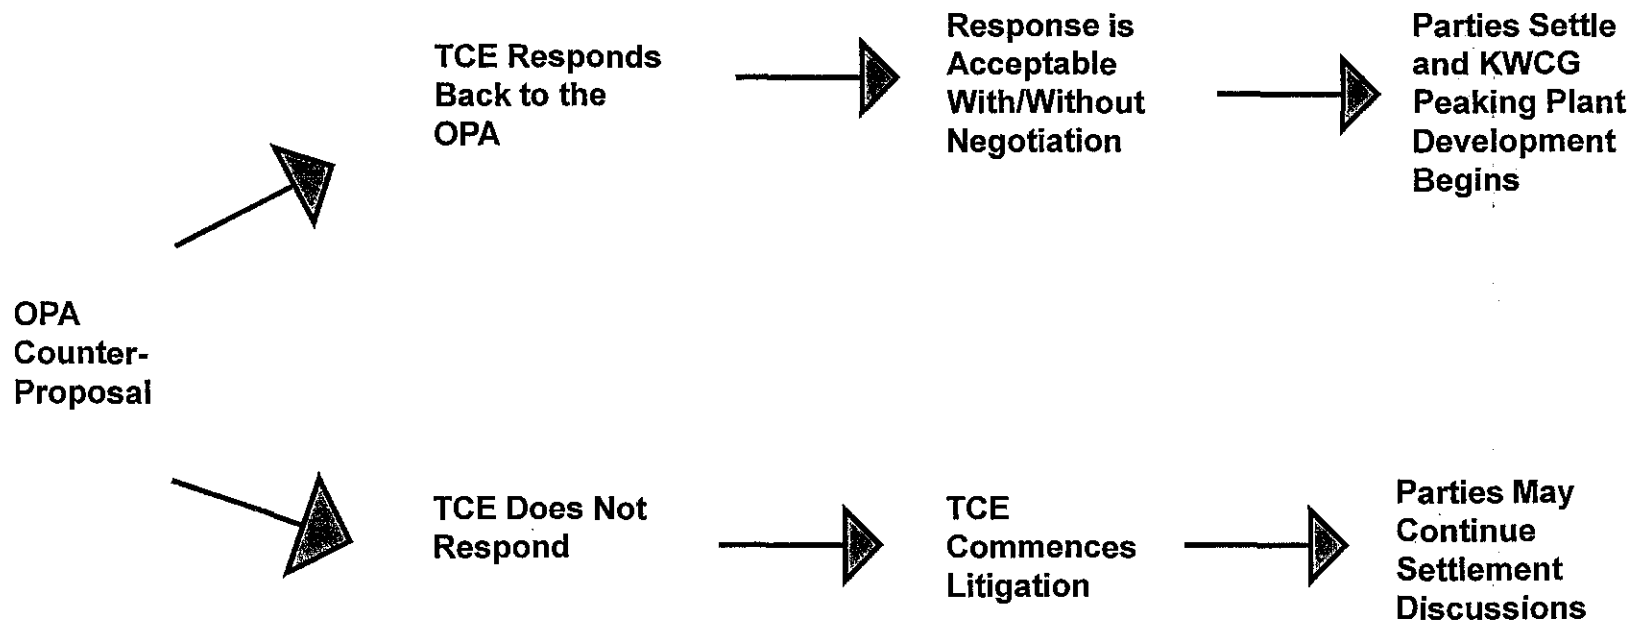 TCE Responds
Back to the
OPA
Response is
Acceptable
With/Without
Negotiation
Parties Settle
and KWCG
Peaking Plant
Development
Begins
OPA
Counter-
Proposal
TCE Does Not
Respond
TCE
Commences
Litigation
Parties May
Continue
Settlement
Discussions